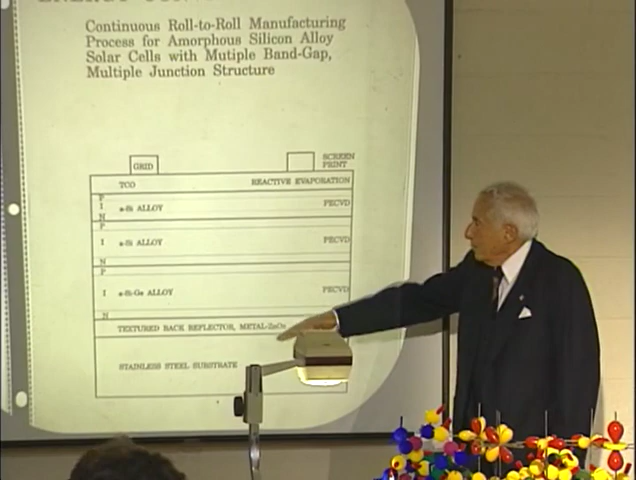 Continuous Roll-to-Roll Manufacturing
Process for Amorphous Silicon Alloy
Solar Cells with Mutiple Band-Gap,
Multiple Junction Structure
GRID
SCREEN
PRINT
TCO REACTIVE EVAPORATION
P
I a-Si ALLOY PECVD
N
P
I a-Si ALLOY PECVD
N
P
I a-Si-Ge ALLOY PECVD
N
TEXTURED BACK REFLECTOR, METAL-ZnOx
STAINLESS STEEL SUBSTRATE